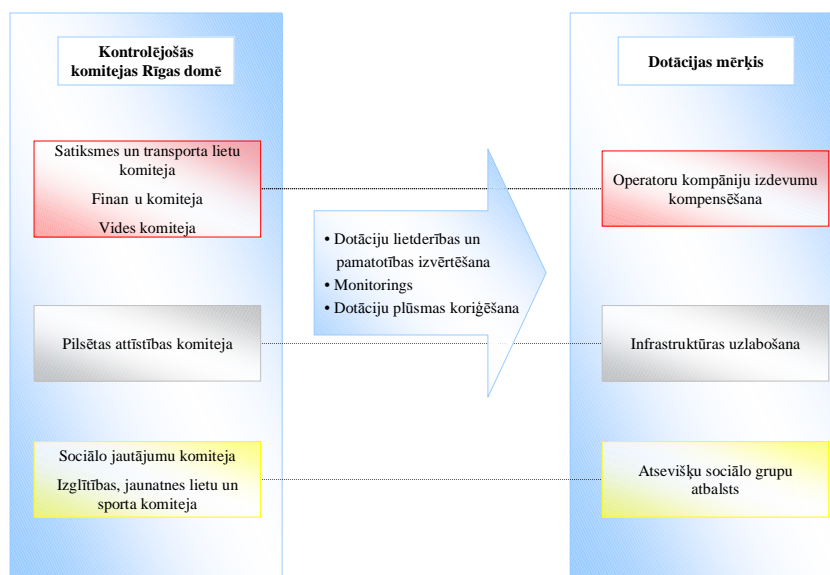 Kontrolējošās
komitejas Rīgas domē
Satiksmes un transporta lietu
komiteja
Finan u komiteja
Vides komiteja
Pilsētas attīstības komiteja
Sociālo jautājumu komiteja
Izglītības, jaunatnes lietu un
sporta komiteja
• Dotāciju lietderības un
pamatotības izvērtēšana
• Monitorings
• Dotāciju plūsmas koriģēšana
Dotācijas mērķis
Operatoru kompāniju izdevumu
kompensēšana
Infrastruktūras uzlabošana
Atsevišķu sociālo grupu
atbalsts